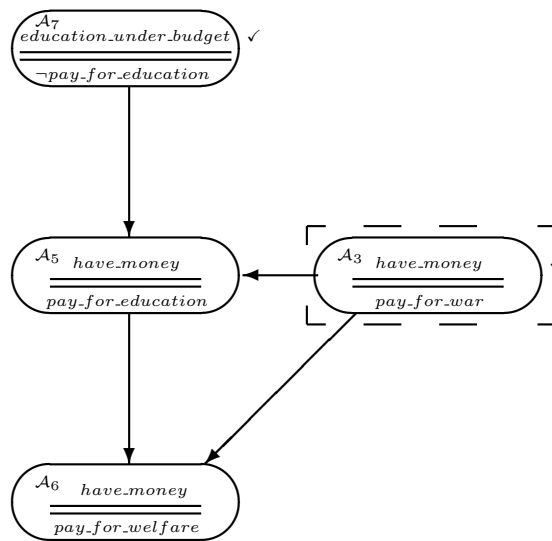 𝒜₇
education_under_budget ✓
¬pay_for_education
𝒜₅ have_money
pay_for_education
𝒜₃ have_money
pay_for_war
𝒜₆ have_money
pay_for_welfare